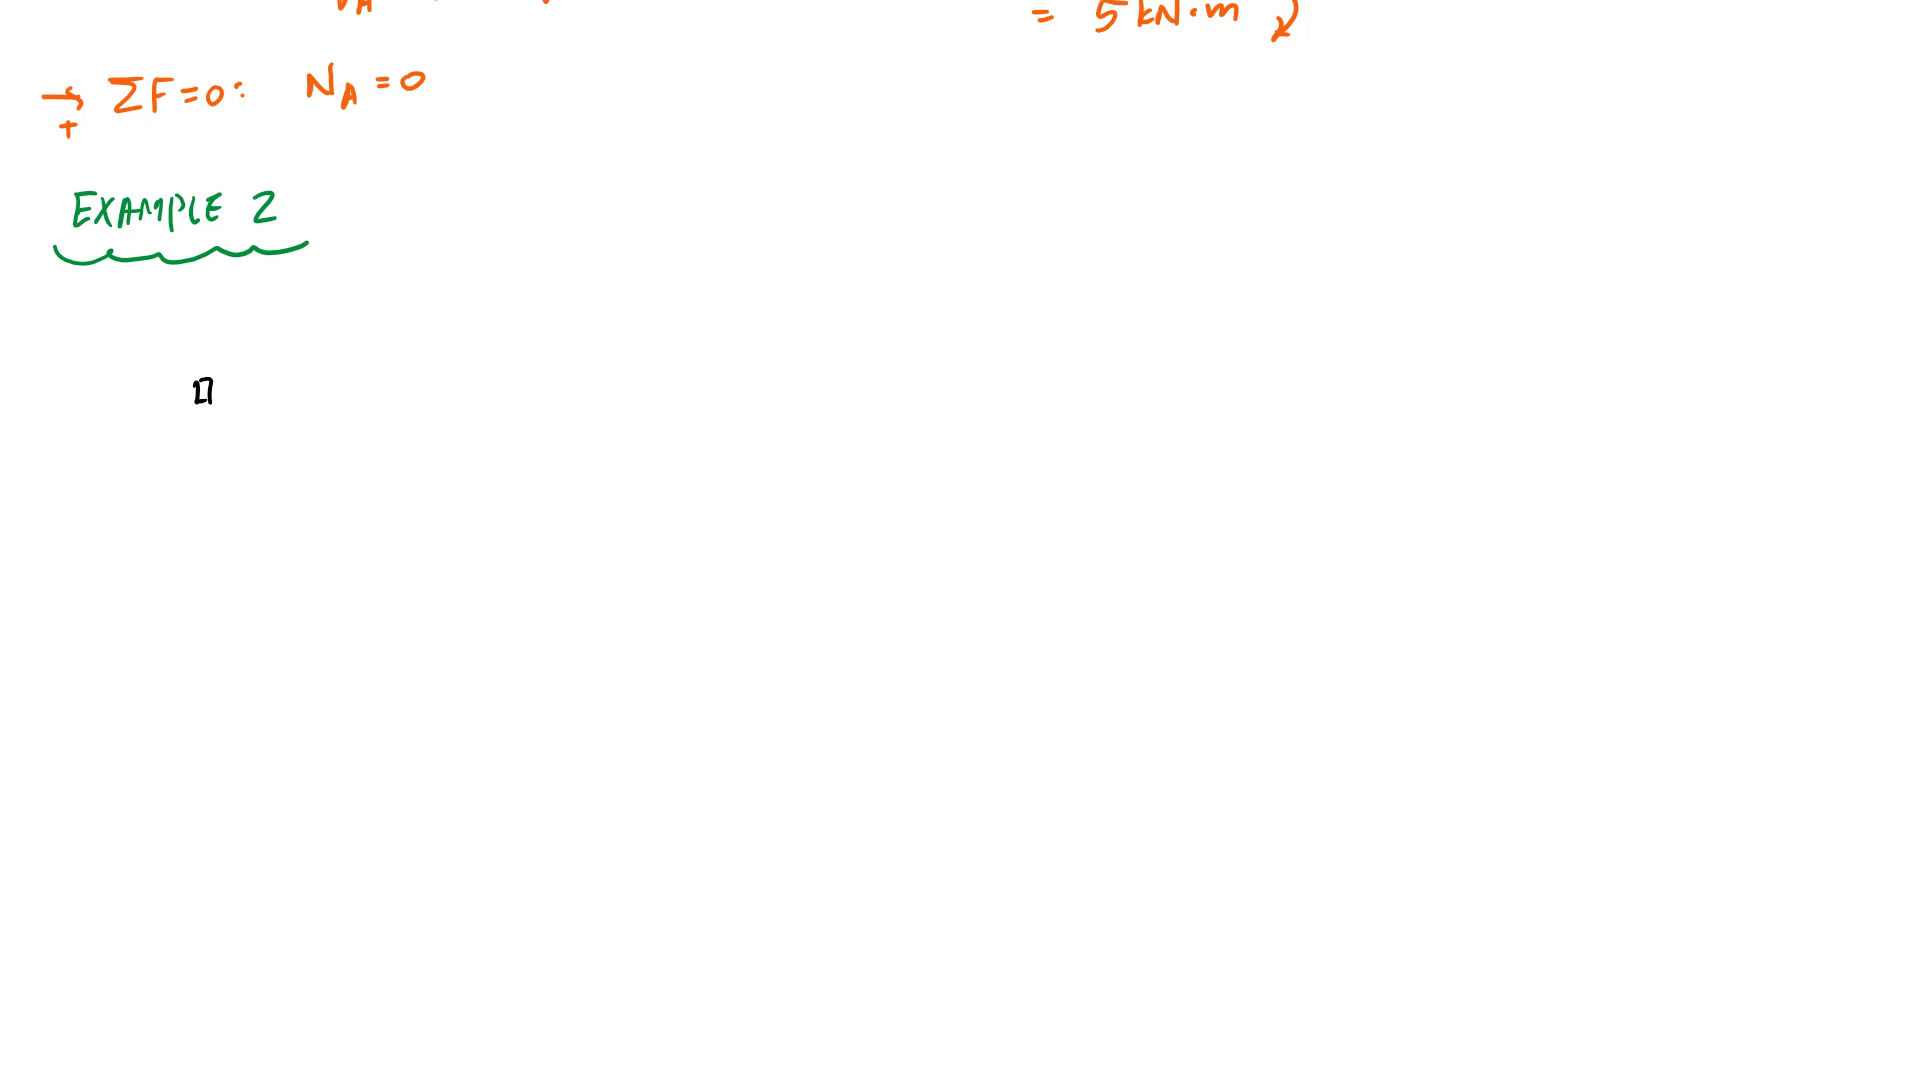 = 5 kN·m
→ ΣF=0: N_A = 0
+
EXAMPLE 2